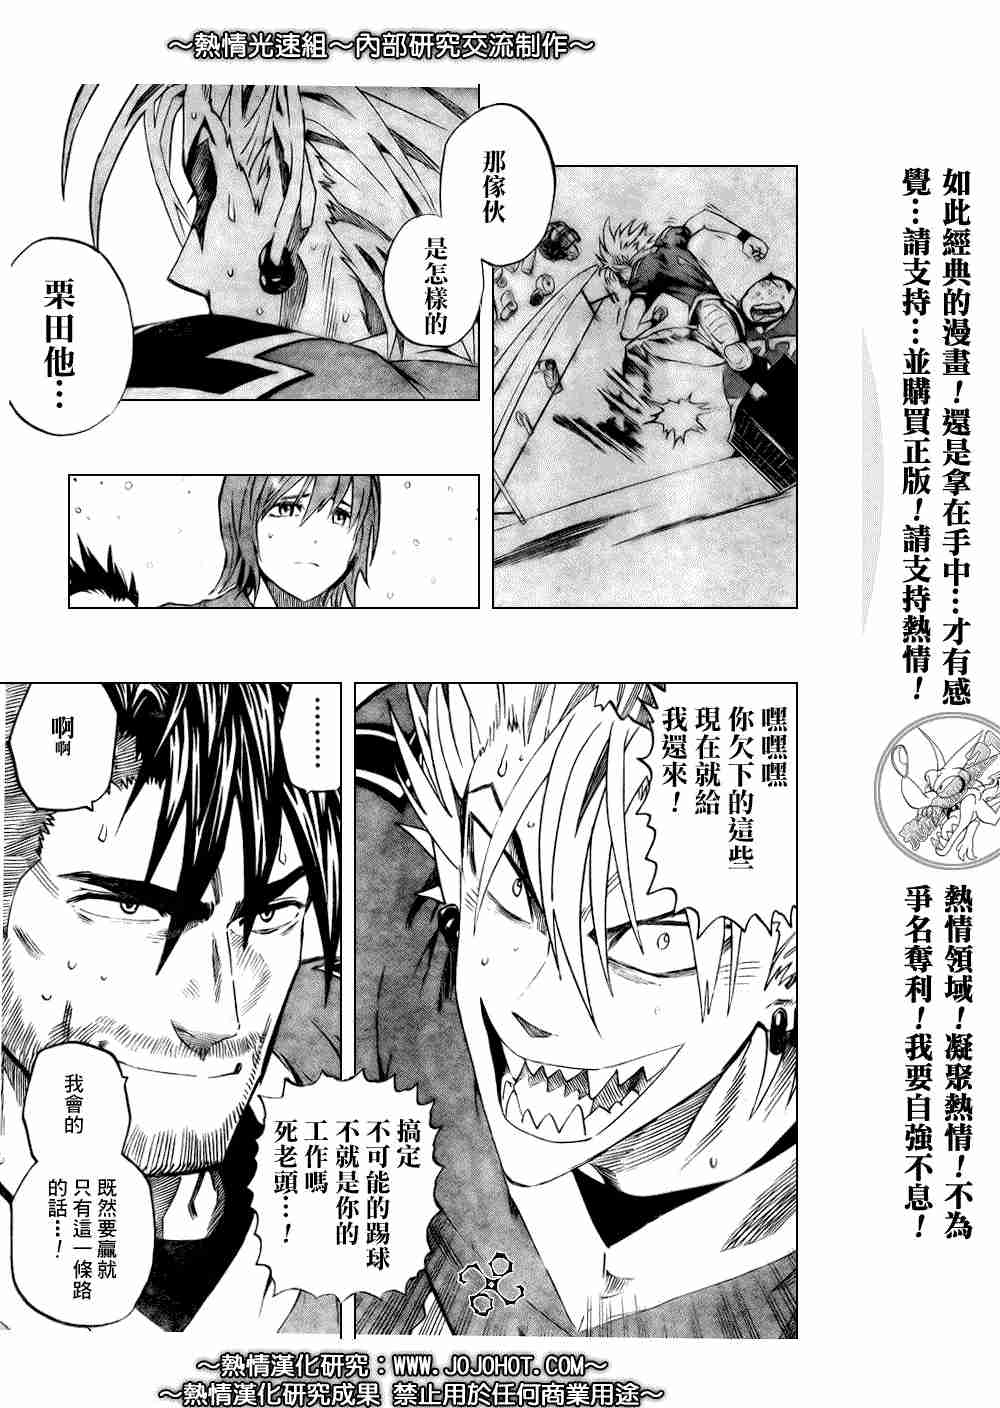 ～熱情光速組～內部研究交流制作～
那傢伙
是怎樣的
栗田他…
嘿嘿嘿
你欠下的這些
現在就給
我還來！
搞定
不可能的踢球
不就是你的
工作嗎
死老頭…！
………
啊
啊
我會的
既然要贏就
只有這一條路
的話…！
如此經典的漫畫！還是拿在手中…才有感
覺…請支持…並購買正版！請支持熱情！
熱情領域！凝聚熱情！不為
爭名奪利！我要自強不息！
～熱情漢化研究：WWW.JOJOHOT.COM～
～熱情漢化研究成果 禁止用於任何商業用途～